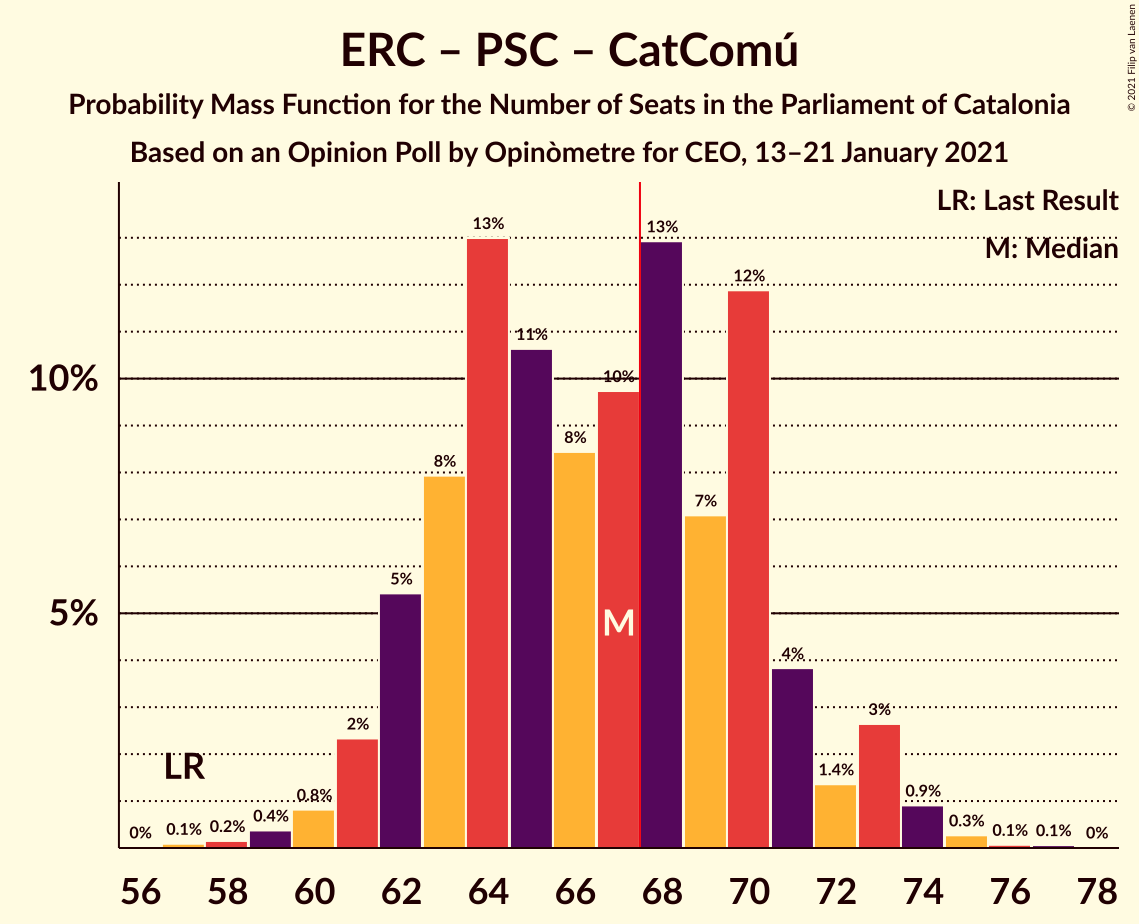 ERC – PSC – CatComú
Probability Mass Function for the Number of Seats in the Parliament of Catalonia
Based on an Opinion Poll by Opinòmetre for CEO, 13–21 January 2021
© 2021 Filip van Laenen
LR: Last Result
M: Median
10%
5%
0%
0.1%
0.2%
0.4%
0.8%
2%
5%
8%
13%
11%
8%
10%
13%
7%
12%
4%
1.4%
3%
0.9%
0.3%
0.1%
0.1%
0%
LR
M
56 58 60 62 64 66 68 70 72 74 76 78